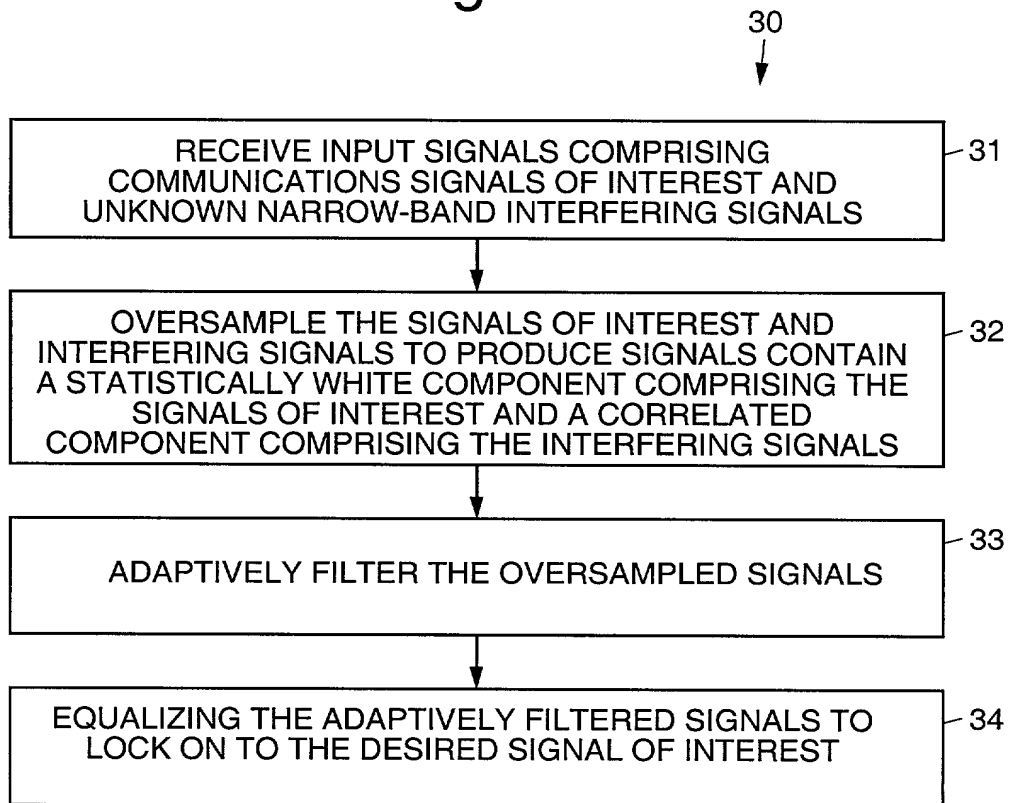 30
RECEIVE INPUT SIGNALS COMPRISING
COMMUNICATIONS SIGNALS OF INTEREST AND
UNKNOWN NARROW-BAND INTERFERING SIGNALS
31
OVERSAMPLE THE SIGNALS OF INTEREST AND
INTERFERING SIGNALS TO PRODUCE SIGNALS CONTAIN
A STATISTICALLY WHITE COMPONENT COMPRISING THE
SIGNALS OF INTEREST AND A CORRELATED
COMPONENT COMPRISING THE INTERFERING SIGNALS
32
ADAPTIVELY FILTER THE OVERSAMPLED SIGNALS
33
EQUALIZING THE ADAPTIVELY FILTERED SIGNALS TO
LOCK ON TO THE DESIRED SIGNAL OF INTEREST
34